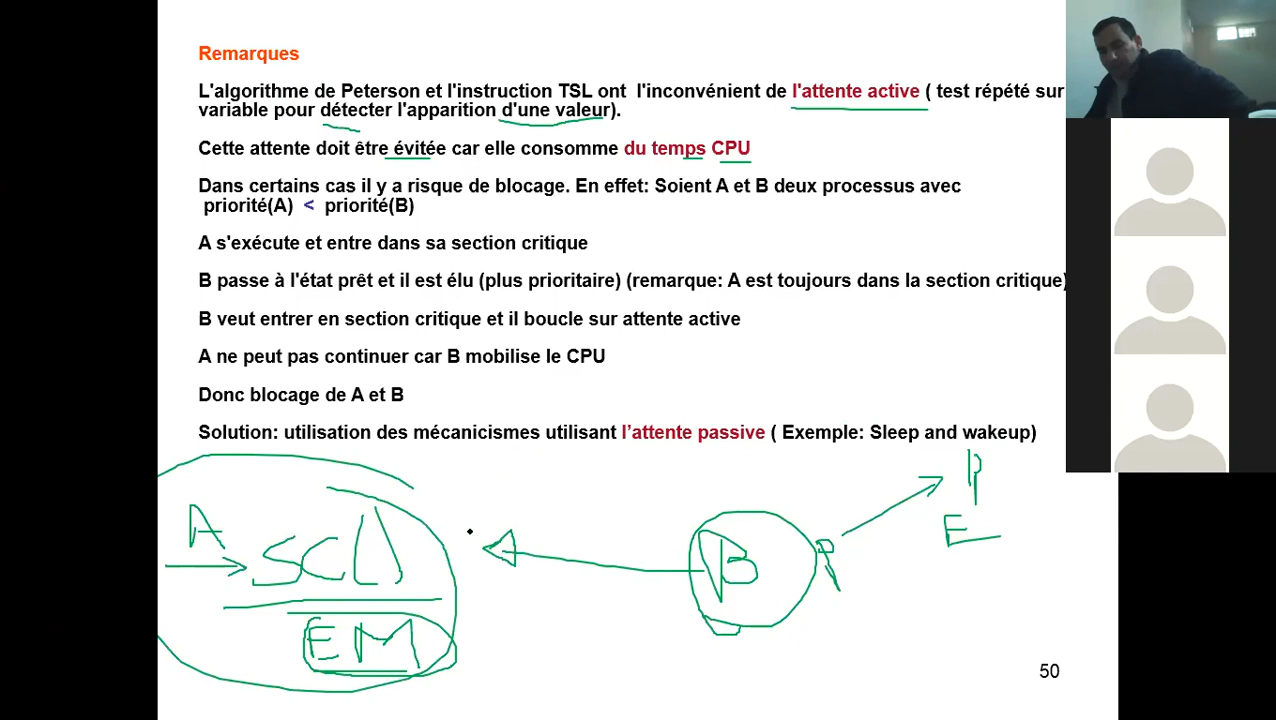 Remarques
L'algorithme de Peterson et l'instruction TSL ont l'inconvénient de l'attente active ( test répété sur
variable pour détecter l'apparition d'une valeur).
Cette attente doit être évitée car elle consomme du temps CPU
Dans certains cas il y a risque de blocage. En effet: Soient A et B deux processus avec
priorité(A) < priorité(B)
A s'exécute et entre dans sa section critique
B passe à l'état prêt et il est élu (plus prioritaire) (remarque: A est toujours dans la section critique)
B veut entrer en section critique et il boucle sur attente active
A ne peut pas continuer car B mobilise le CPU
Donc blocage de A et B
Solution: utilisation des mécanicismes utilisant l'attente passive ( Exemple: Sleep and wakeup)
P
E
A
SC
B
EM
50